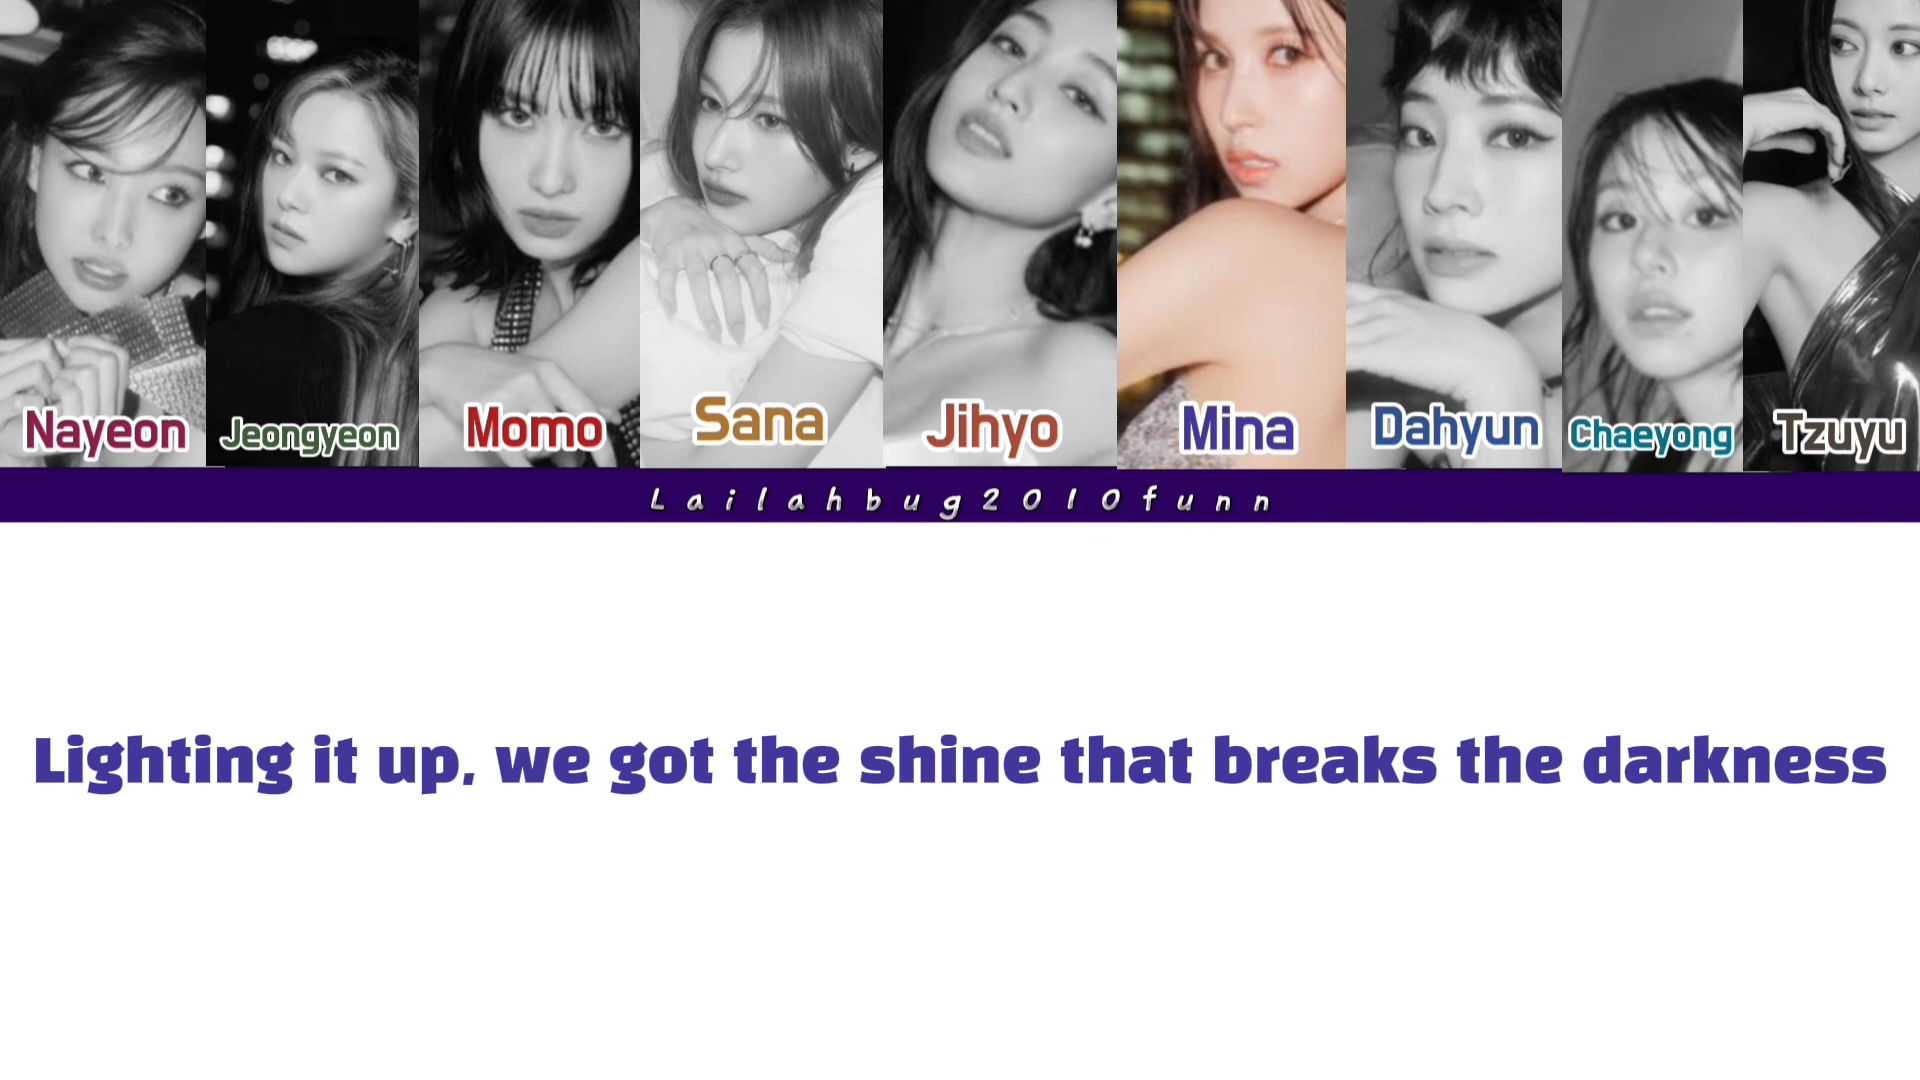 Nayeon Jeongyeon Momo Sana Jihyo Mina Dahyun Chaeyong Tzuyu
Lailahbug2010funn
Lighting it up, we got the shine that breaks the darkness